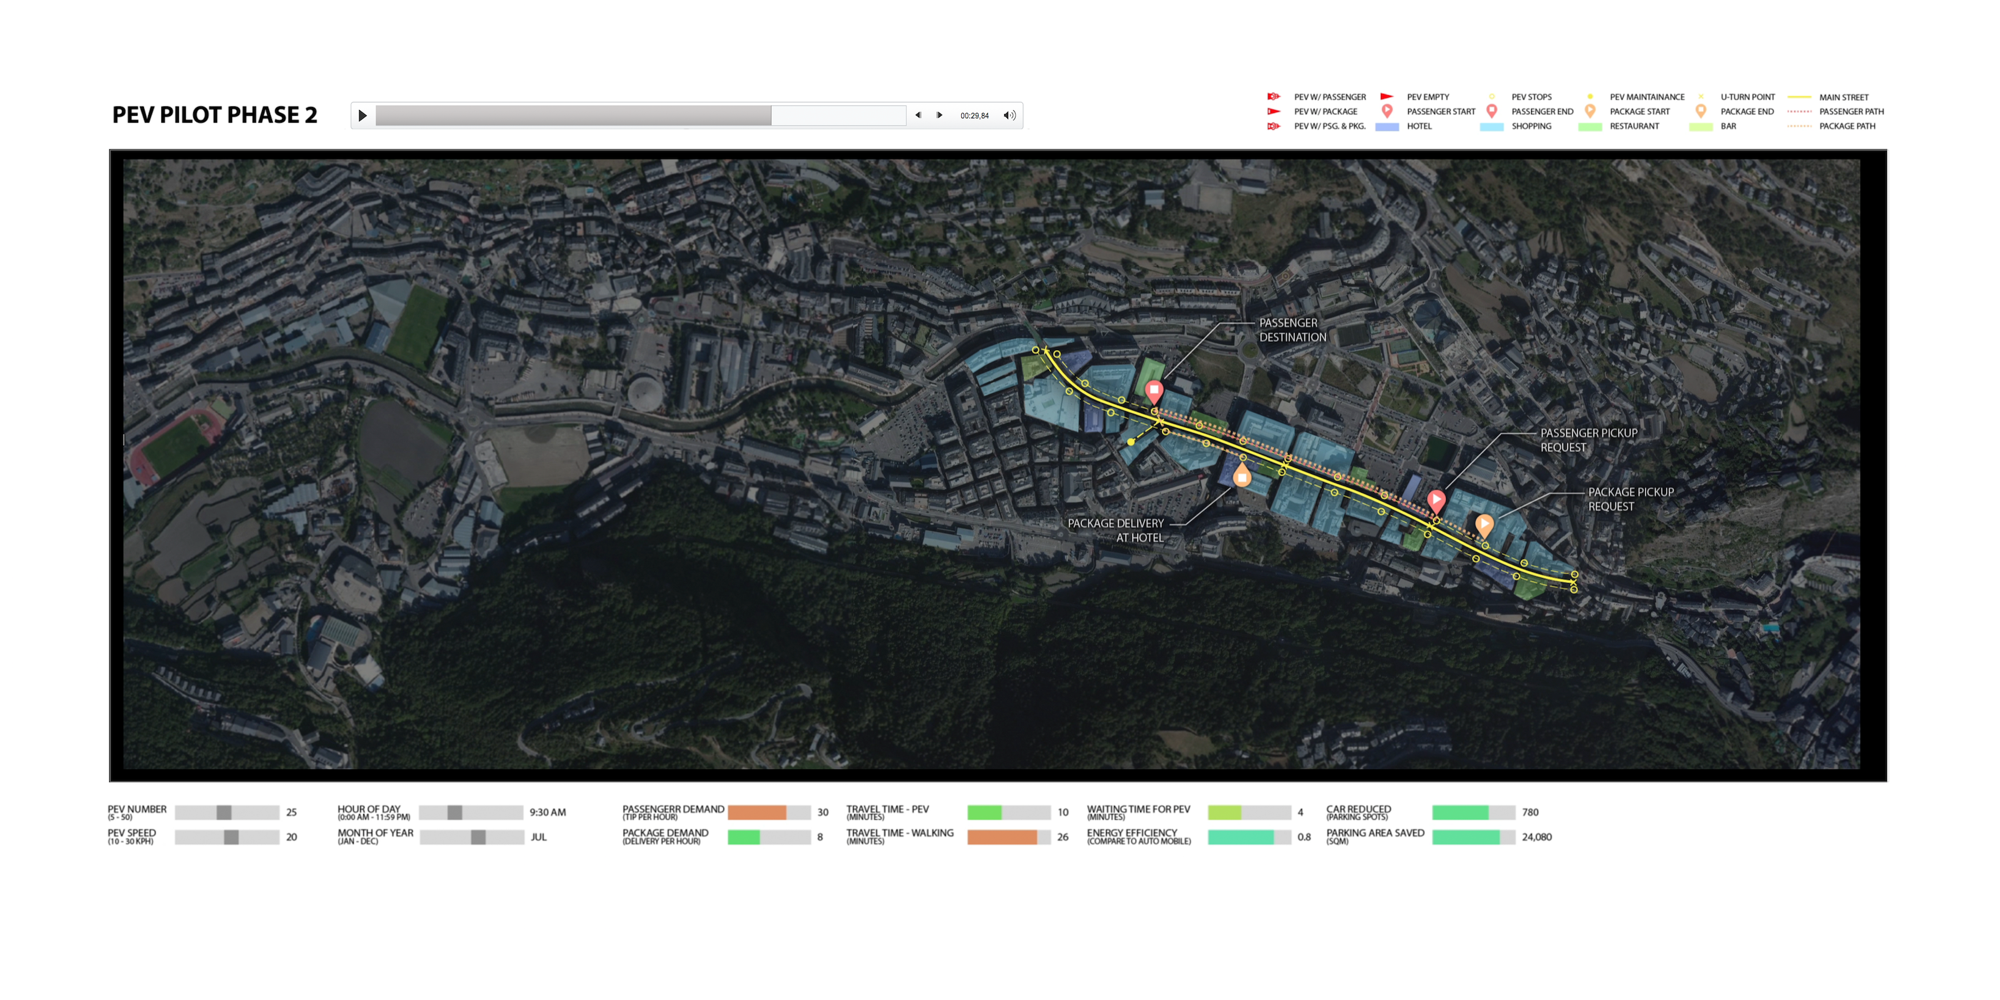 PEV PILOT PHASE 2
00:29,84
PEV W/ PASSENGER
PEV EMPTY
PEV STOPS
PEV MAINTAINANCE
U-TURN POINT
MAIN STREET
PEV W/ PACKAGE
PASSENGER START
PASSENGER END
PACKAGE START
PACKAGE END
PASSENGER PATH
PEV W/ PSG. & PKG.
HOTEL
SHOPPING
RESTAURANT
BAR
PACKAGE PATH
PASSENGER
DESTINATION
PASSENGER PICKUP
REQUEST
PACKAGE PICKUP
REQUEST
PACKAGE DELIVERY
AT HOTEL
PEV NUMBER
(5 - 50)
25
HOUR OF DAY
(0:00 AM - 11:59 PM)
9:30 AM
PASSENGERR DEMAND
(TIP PER HOUR)
30
TRAVEL TIME - PEV
(MINUTES)
10
WAITING TIME FOR PEV
(MINUTES)
4
CAR REDUCED
(PARKING SPOTS)
780
PEV SPEED
(10 - 30 KPH)
20
MONTH OF YEAR
(JAN - DEC)
JUL
PACKAGE DEMAND
(DELIVERY PER HOUR)
8
TRAVEL TIME - WALKING
(MINUTES)
26
ENERGY EFFICIENCY
(COMPARE TO AUTO MOBILE)
0.8
PARKING AREA SAVED
(SQM)
24,080